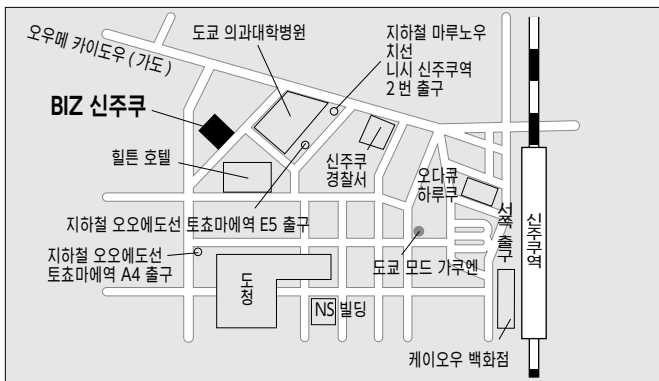 오우메 카이도우 ( 가도 )
도쿄 의과대학병원
지하철 마루노우
치선
니시 신주쿠역
2 번 출구
BIZ 신주쿠
힐튼 호텔
신주쿠
경찰서
오다큐
하루쿠
지하철 오오에도선 토쵸마에역 E5 출구
서쪽 출구
신주쿠역
지하철 오오에도선
토쵸마에역 A4 출구
도쿄 모드 가쿠엔
도청
NS 빌딩
케이오우 백화점